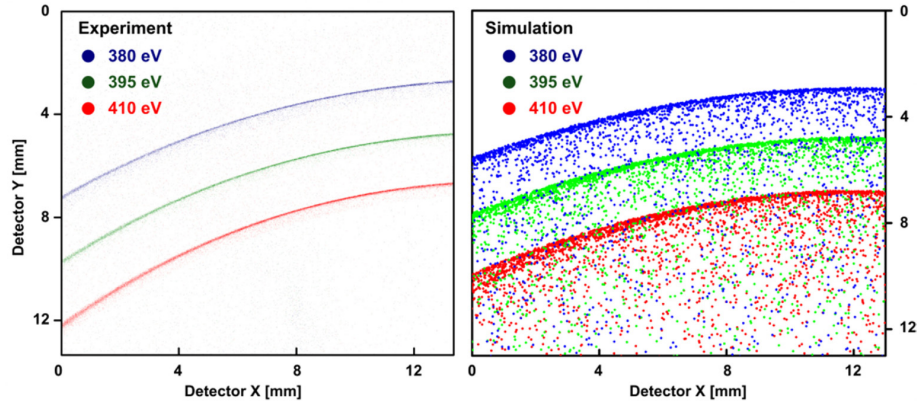 Experiment
380 eV
395 eV
410 eV
0
4
8
12
Detector Y [mm]
0
4
8
12
Detector X [mm]
Simulation
380 eV
395 eV
410 eV
0
4
8
12
0
4
8
12
Detector X [mm]